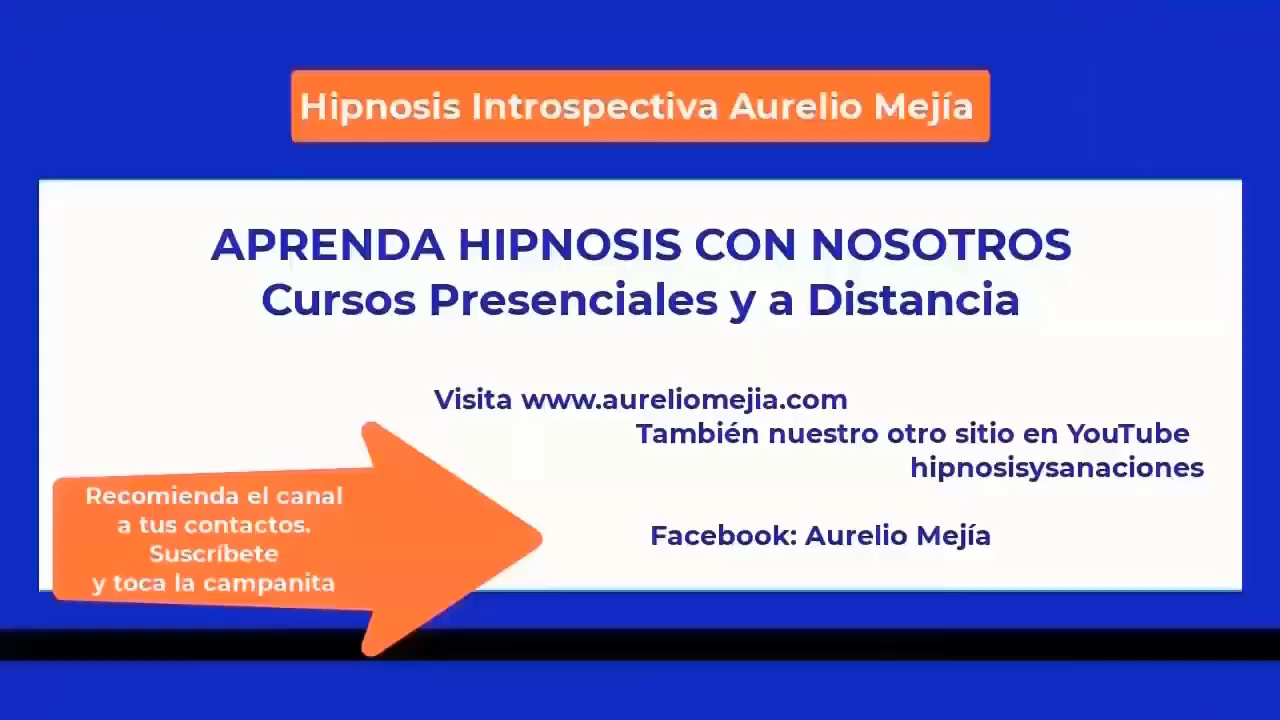 Hipnosis Introspectiva Aurelio Mejía
APRENDA HIPNOSIS CON NOSOTROS
Cursos Presenciales y a Distancia
Visita www.aureliomejia.com
También nuestro otro sitio en YouTube
hipnosisysanaciones
Facebook: Aurelio Mejía
Recomienda el canal
a tus contactos.
Suscríbete
y toca la campanita